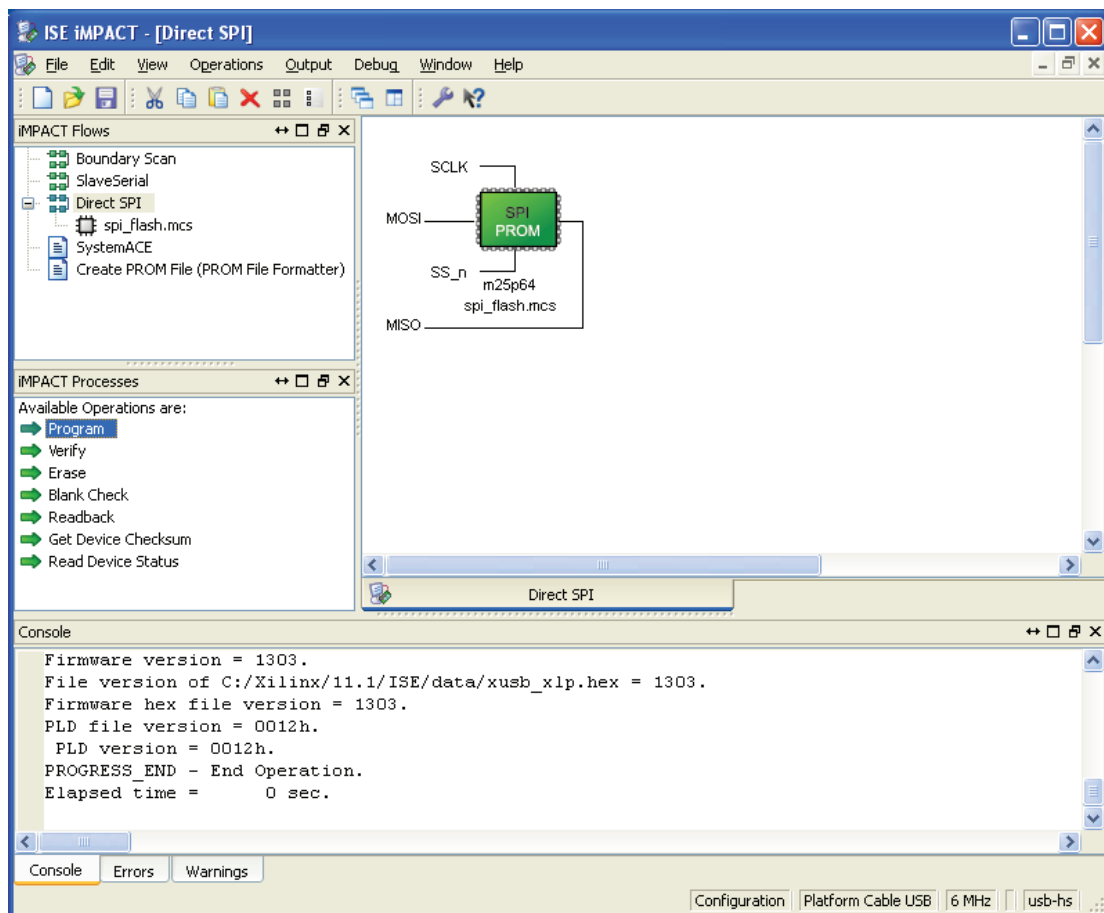 ISE iMPACT - [Direct SPI]
File Edit View Operations Output Debug Window Help
iMPACT Flows
Boundary Scan
SlaveSerial
Direct SPI
spi_flash.mcs
SystemACE
Create PROM File (PROM File Formatter)
iMPACT Processes
Available Operations are:
Program
Verify
Erase
Blank Check
Readback
Get Device Checksum
Read Device Status
SCLK
MOSI
SPI
PROM
SS_n
m25p64
spi_flash.mcs
MISO
Direct SPI
Console
Firmware version = 1303.
File version of C:/Xilinx/11.1/ISE/data/xusb_xlp.hex = 1303.
Firmware hex file version = 1303.
PLD file version = 0012h.
PLD version = 0012h.
PROGRESS_END - End Operation.
Elapsed time = 0 sec.
Console Errors Warnings
Configuration Platform Cable USB 6 MHz usb-hs